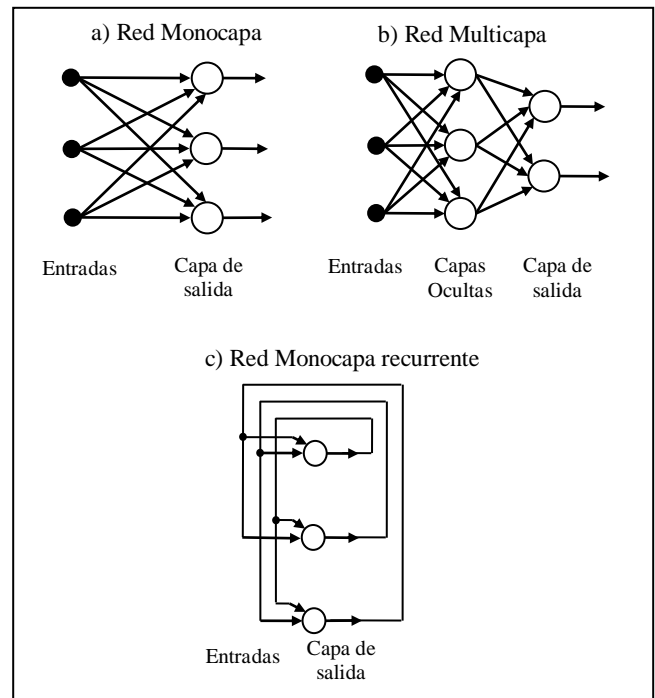 a) Red Monocapa
b) Red Multicapa
Entradas
Capa de
salida
Entradas
Capas
Ocultas
Capa de
salida
c) Red Monocapa recurrente
Entradas
Capa de
salida